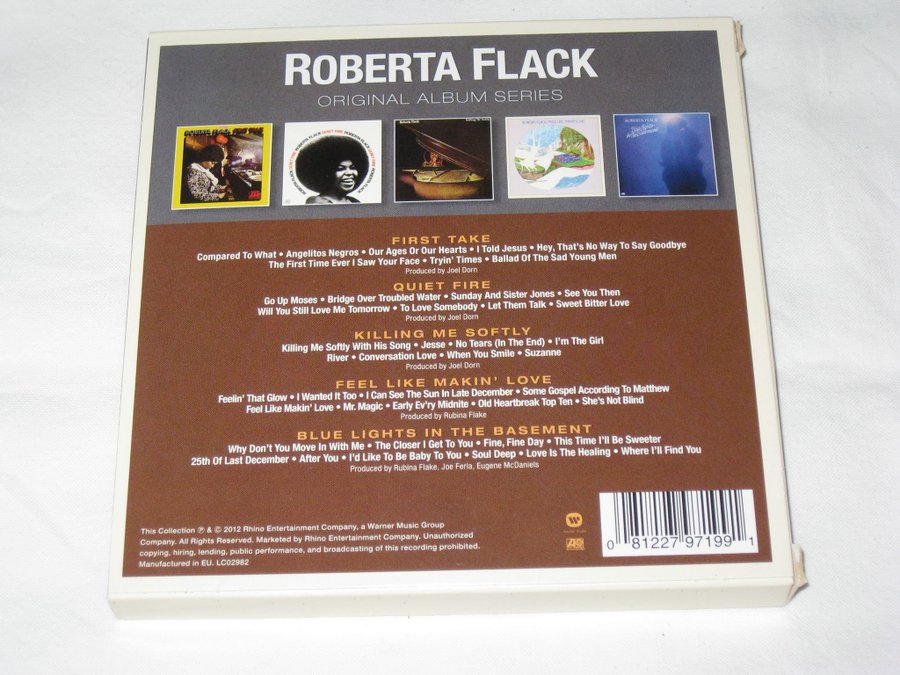 ROBERTA FLACK
ORIGINAL ALBUM SERIES
ROBERTA FLACK
FIRST TAKE
Compared To What • Angelitos Negros • Our Ages Or Our Hearts • I Told Jesus • Hey, That's No Way To Say Goodbye
The First Time Ever I Saw Your Face • Tryin' Times • Ballad Of The Sad Young Men
Produced by Joel Dorn
QUIET FIRE
Go Up Moses • Bridge Over Troubled Water • Sunday And Sister Jones • See You Then
Will You Still Love Me Tomorrow • To Love Somebody • Let Them Talk • Sweet Bitter Love
Produced by Joel Dorn
KILLING ME SOFTLY
Killing Me Softly With His Song • Jesse • No Tears (In The End) • I'm The Girl
River • Conversation Love • When You Smile • Suzanne
Produced by Joel Dorn
FEEL LIKE MAKIN' LOVE
Feelin' That Glow • I Wanted It Too • I Can See The Sun In Late December • Some Gospel According To Matthew
Feel Like Makin' Love • Mr. Magic • Early Ev'ry Midnite • Old Heartbreak Top Ten • She's Not Blind
Produced by Rubina Flake
BLUE LIGHTS IN THE BASEMENT
Why Don't You Move In With Me • The Closer I Get To You • Fine, Fine Day • This Time I'll Be Sweeter
25th Of Last December • After You • I'd Like To Be Baby To You • Soul Deep • Love Is The Healing • Where I'll Find You
Produced by Rubina Flake, Joe Ferla, Eugene McDaniels
This Collection ℗ & © 2012 Rhino Entertainment Company, a Warner Music Group
Company. All Rights Reserved. Marketed by Rhino Entertainment Company. Unauthorized
copying, hiring, lending, public performance, and broadcasting of this recording prohibited.
Manufactured in EU. LC02982
0 81227 97199 1